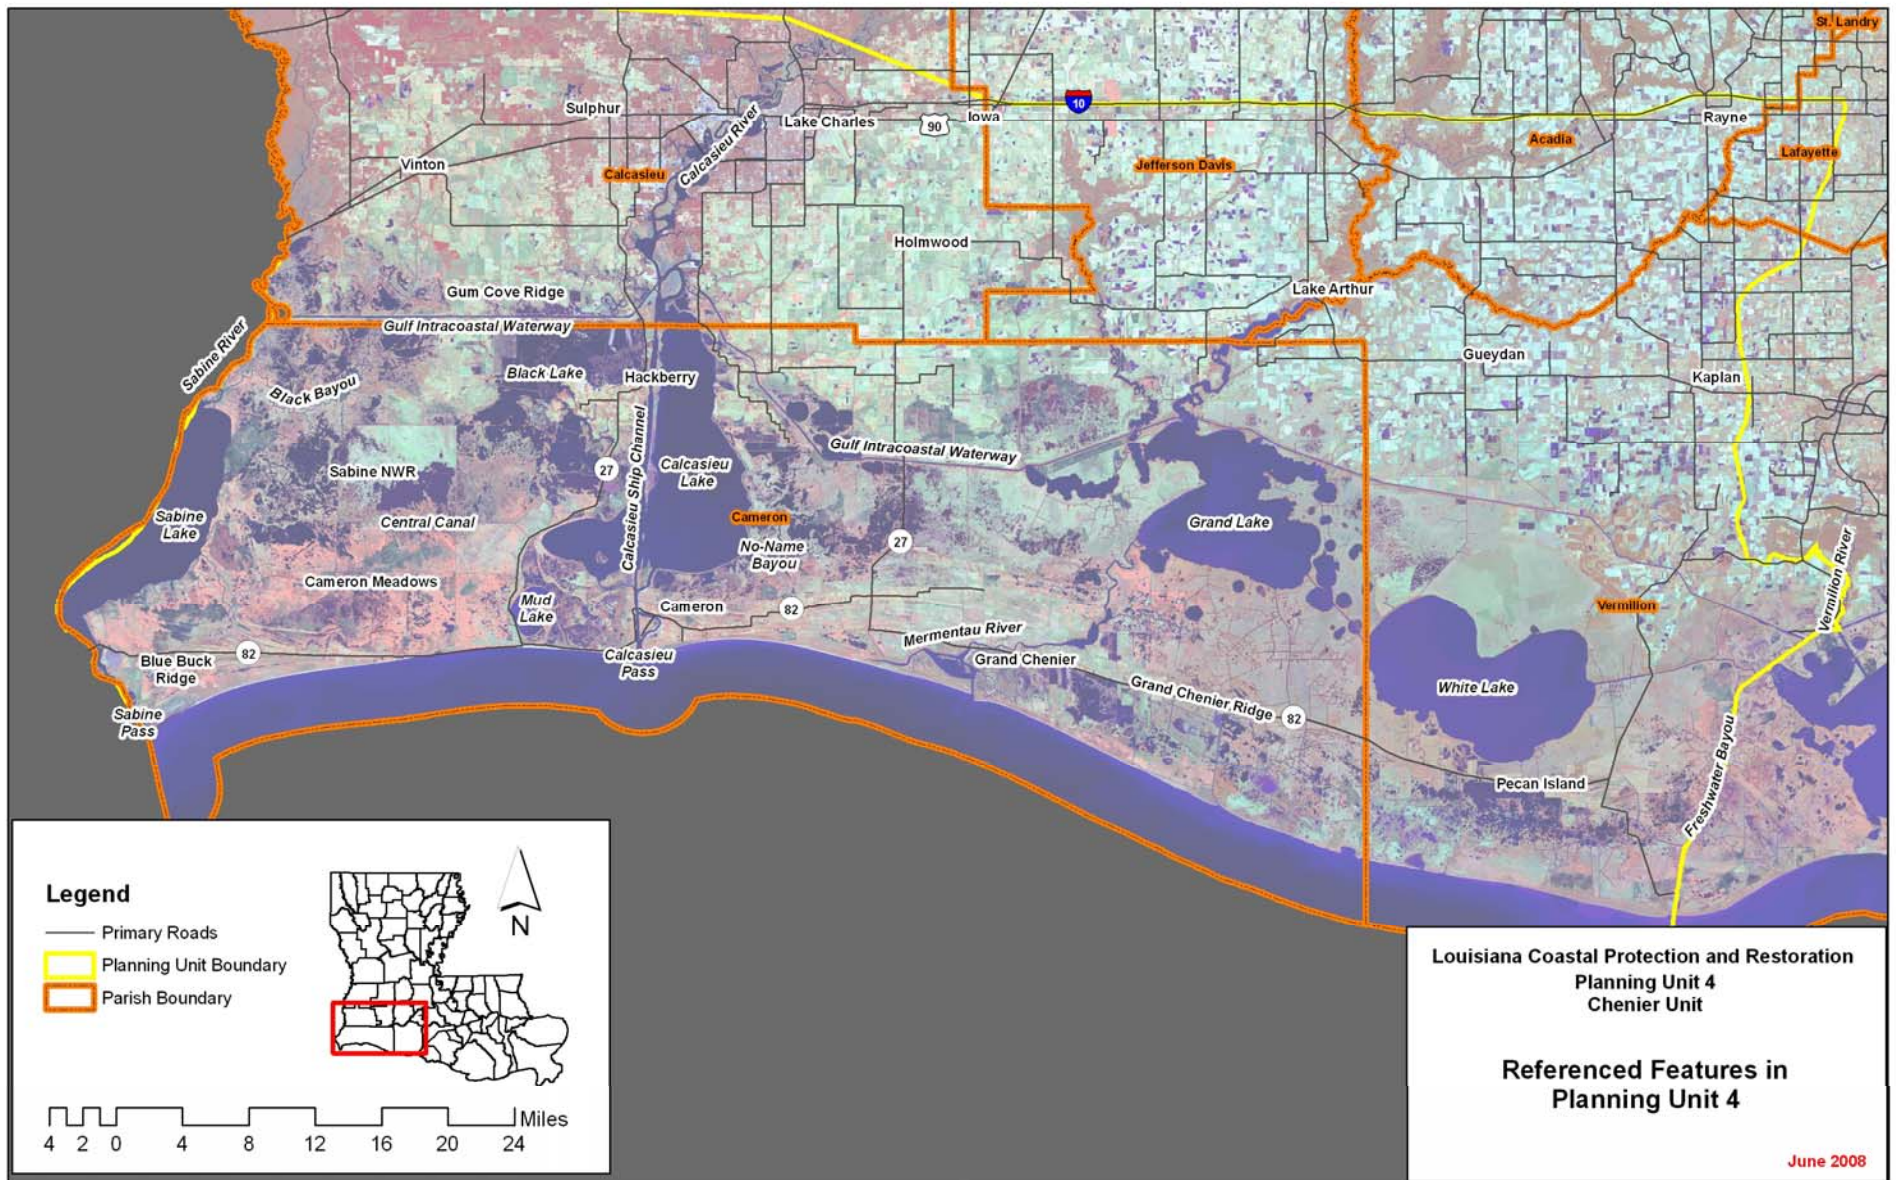 St. Landry
Sulphur
Lake Charles
90
Iowa
10
Rayne
Acadia
Lafayette
Vinton
Calcasieu
Calcasieu River
Jefferson Davis
Holmwood
Gum Cove Ridge
Lake Arthur
Gulf Intracoastal Waterway
Sabine River
Gueydan
Black Bayou
Black Lake
Hackberry
Kaplan
Gulf Intracoastal Waterway
Sabine NWR
27
Calcasieu Ship Channel
Calcasieu
Lake
Sabine
Lake
Central Canal
Cameron
Grand Lake
No-Name
Bayou
27
Cameron Meadows
Mud
Lake
Cameron
82
Vermilion
Vermilion River
Mermentau River
Blue Buck
Ridge
82
Calcasieu
Pass
Grand Chenier
Grand Chenier Ridge
82
White Lake
Sabine
Pass
Pecan Island
Freshwater Bayou
Legend
Primary Roads
Planning Unit Boundary
Parish Boundary
N
Miles
4 2 0 4 8 12 16 20 24
Louisiana Coastal Protection and Restoration
Planning Unit 4
Chenier Unit
Referenced Features in
Planning Unit 4
June 2008